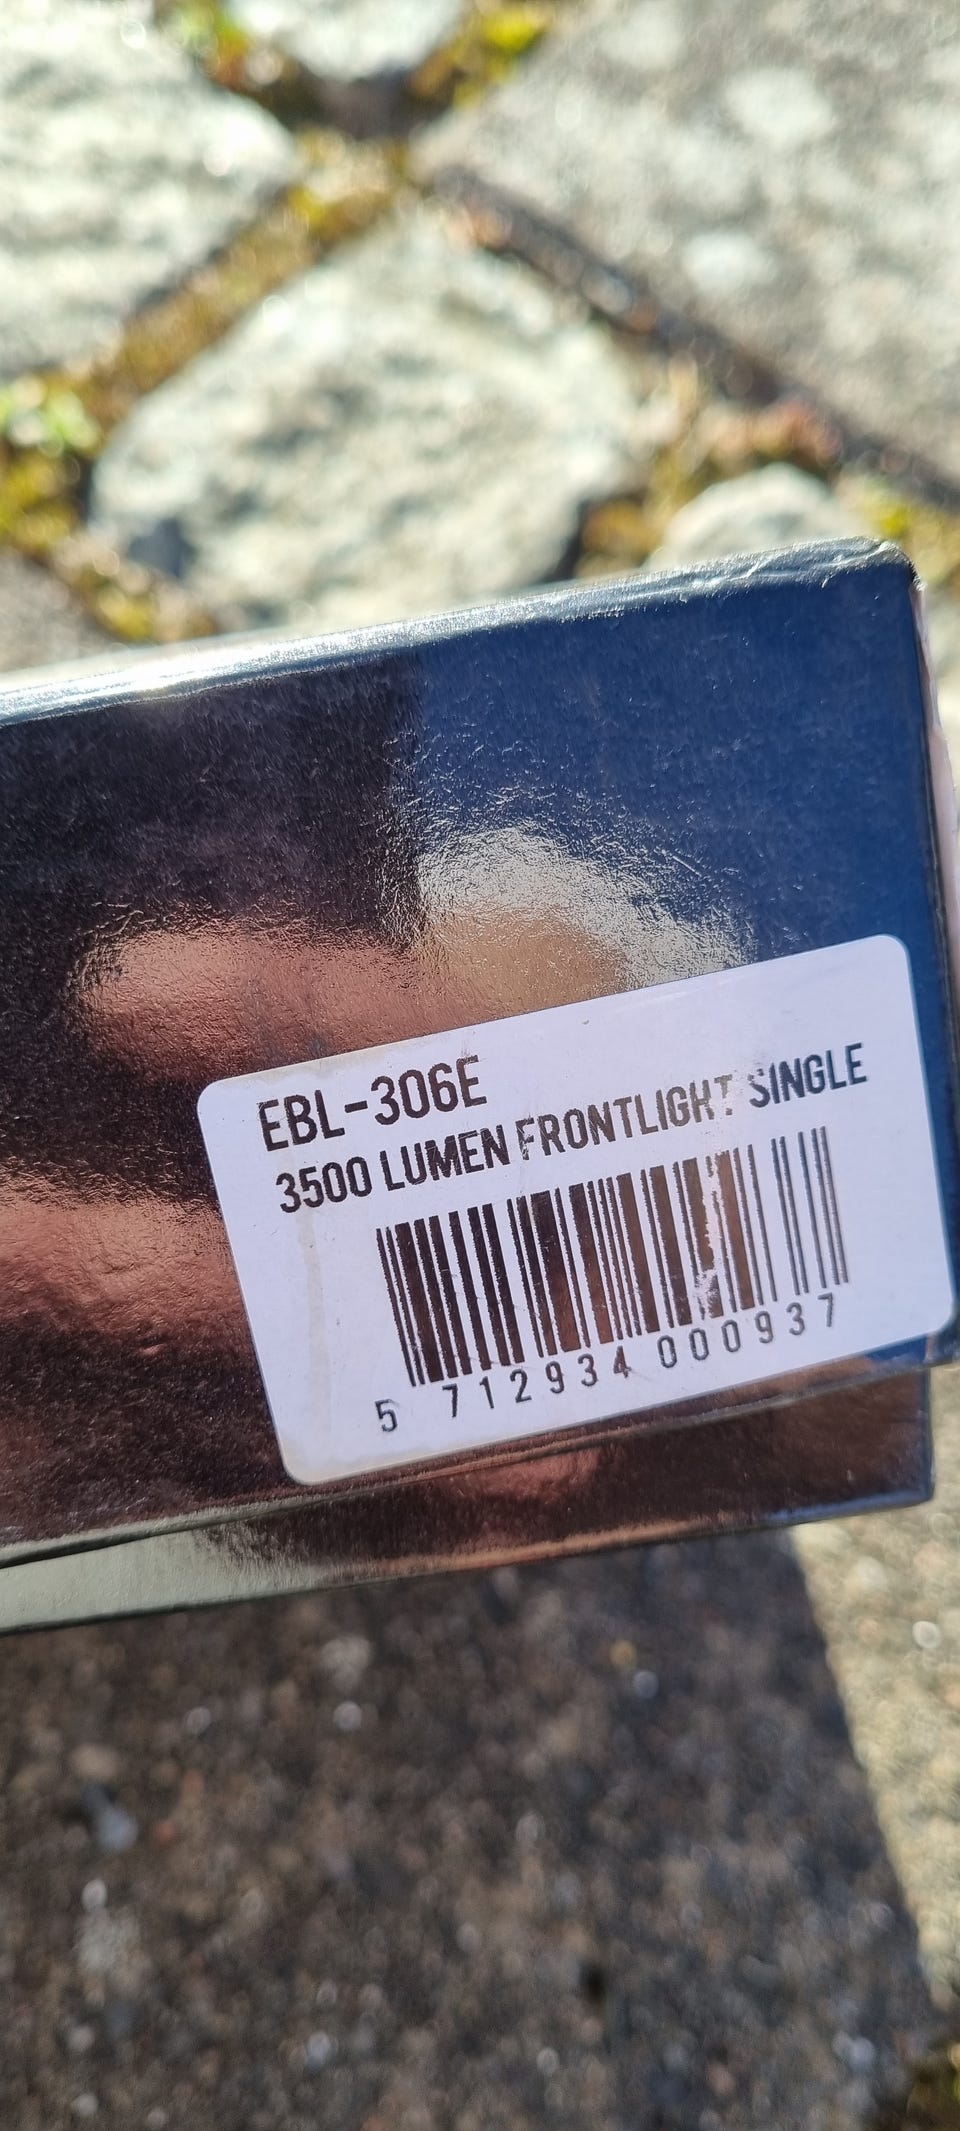 EBL-306E
3500 LUMEN FRONTLIGHT SINGLE
5 712934 000937